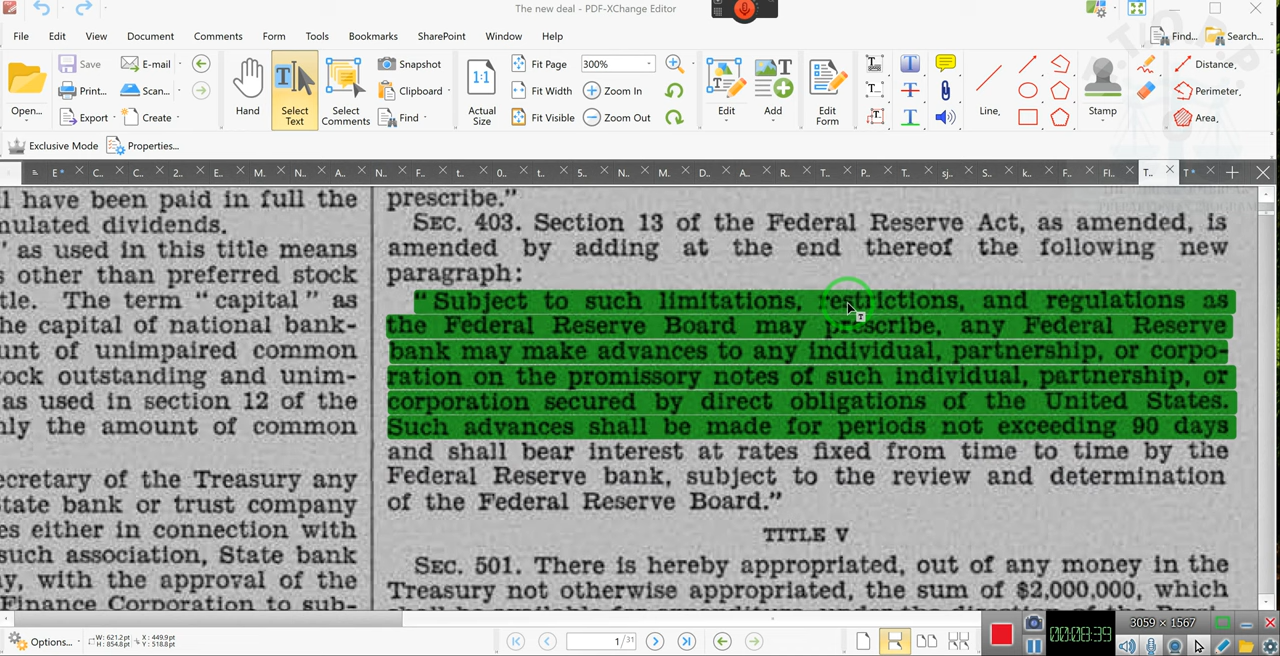 The new deal - PDF-XChange Editor
File Edit View Document Comments Form Tools Bookmarks SharePoint Window Help Find... Search...
Open... Save Print... Export E-mail Scan... Create Hand Select Text Select Comments Snapshot Clipboard Find Actual Size 1:1 Fit Page Fit Width Fit Visible 300% Zoom In Zoom Out Edit Add Edit Form Line, Stamp Distance, Perimeter, Area,
Exclusive Mode Properties...
E* C.. C.. 2.. E.. M.. N.. A.. N.. F.. t.. 0.. t.. 5.. N.. M.. D.. A.. R.. T.. P.. T.. sj.. S.. k.. F.. Fl.. T.. T*
l have been paid in full the
nulated dividends.
" as used in this title means
s other than preferred stock
tle. The term "capital" as
he capital of national bank-
unt of unimpaired common
tock outstanding and unim-
as used in section 12 of the
nly the amount of common
ecretary of the Treasury any
state bank or trust company
es either in connection with
such association, State bank
y, with the approval of the
Finance Corporation to sub-
prescribe."
SEC. 403. Section 13 of the Federal Reserve Act, as amended, is
amended by adding at the end thereof the following new
paragraph:
"Subject to such limitations, restrictions, and regulations as
the Federal Reserve Board may prescribe, any Federal Reserve
bank may make advances to any individual, partnership, or corpo-
ration on the promissory notes of such individual, partnership, or
corporation secured by direct obligations of the United States.
Such advances shall be made for periods not exceeding 90 days
and shall bear interest at rates fixed from time to time by the
Federal Reserve bank, subject to the review and determination
of the Federal Reserve Board."
TITLE V
SEC. 501. There is hereby appropriated, out of any money in the
Treasury not otherwise appropriated, the sum of $2,000,000, which
Options... W: 621.2pt H: 854.8pt X: 449.9pt Y: 518.8pt 1/31 00:08:39 3059 × 1567